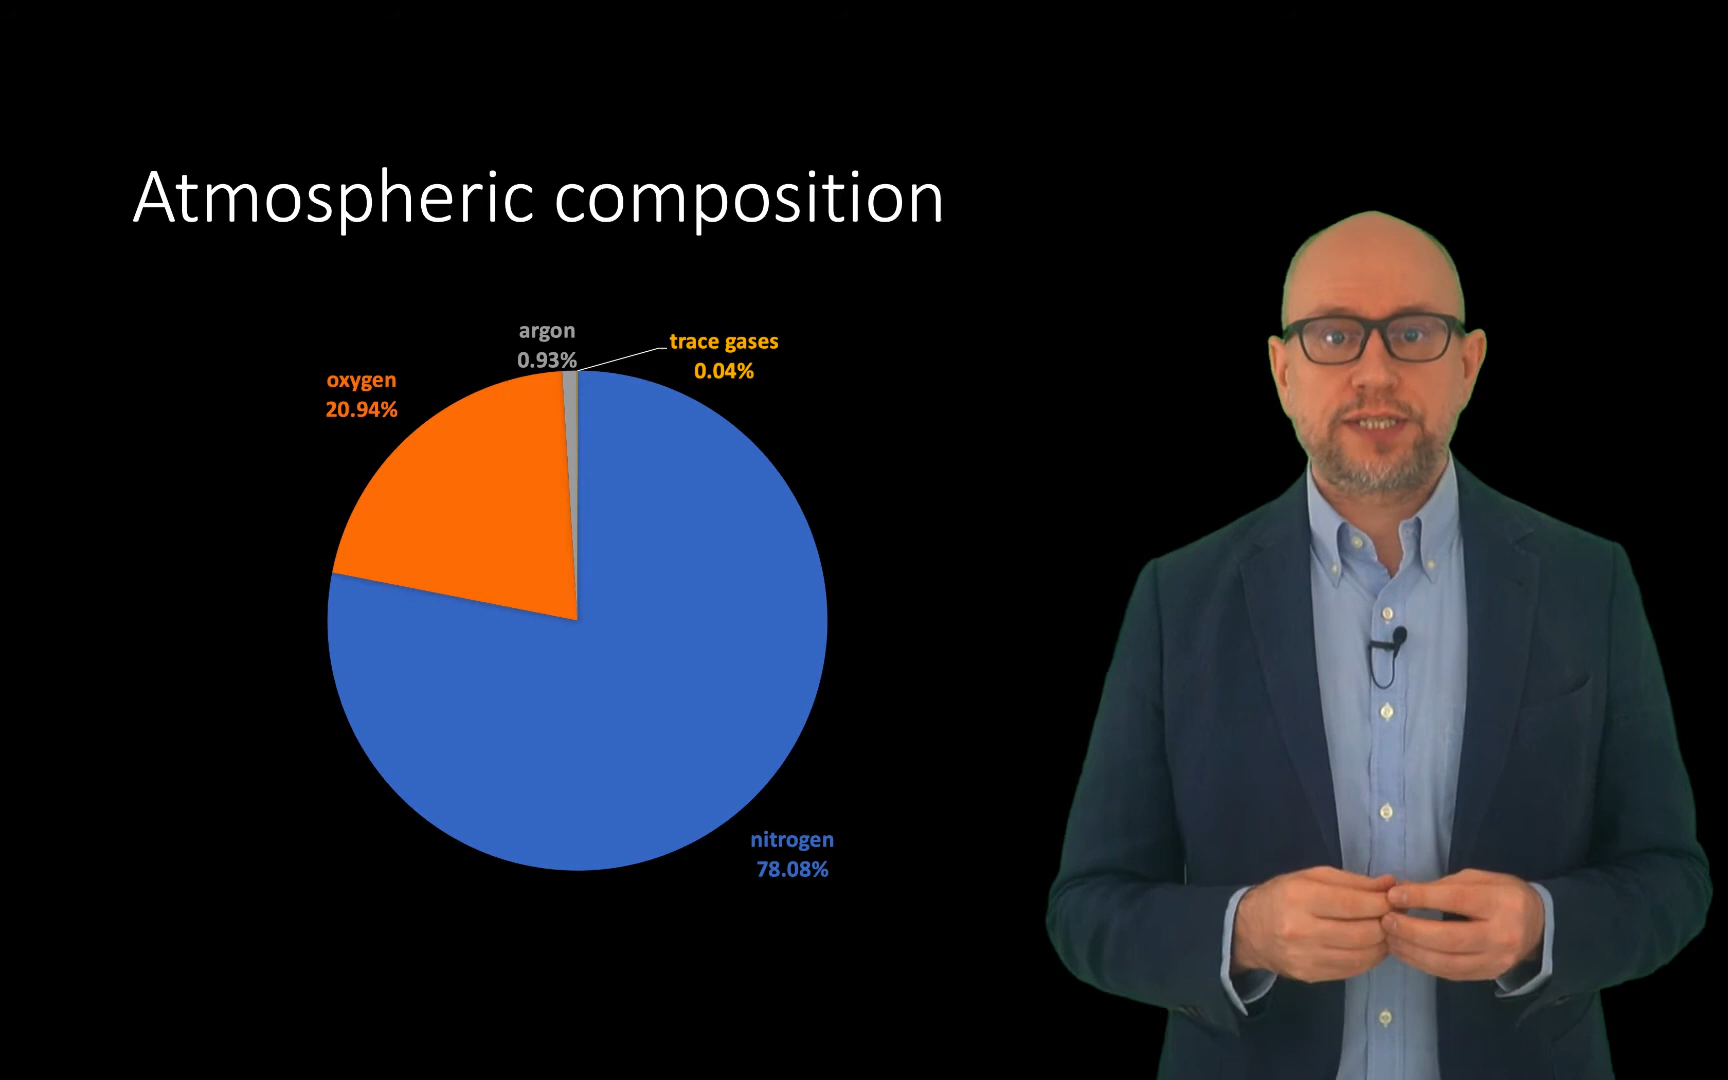 Atmospheric composition
argon
0.93%
trace gases
0.04%
oxygen
20.94%
nitrogen
78.08%